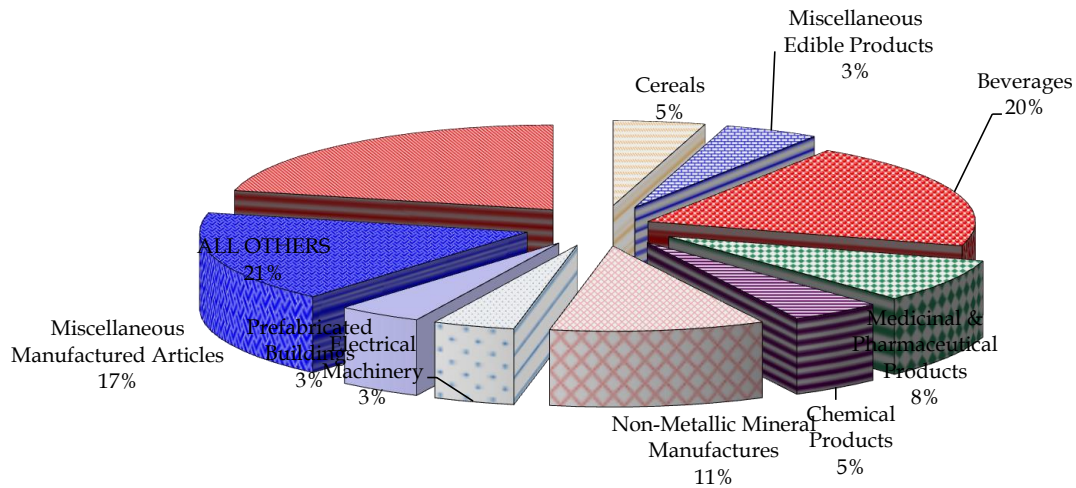 Miscellaneous
Edible Products
3%
Cereals
5%
Beverages
20%
ALL OTHERS
21%
Miscellaneous
Manufactured Articles
17%
Prefabricated
Buildings
3%
Electrical
Machinery
3%
Non-Metallic Mineral
Manufactures
11%
Chemical
Products
5%
Medicinal &
Pharmaceutical
Products
8%